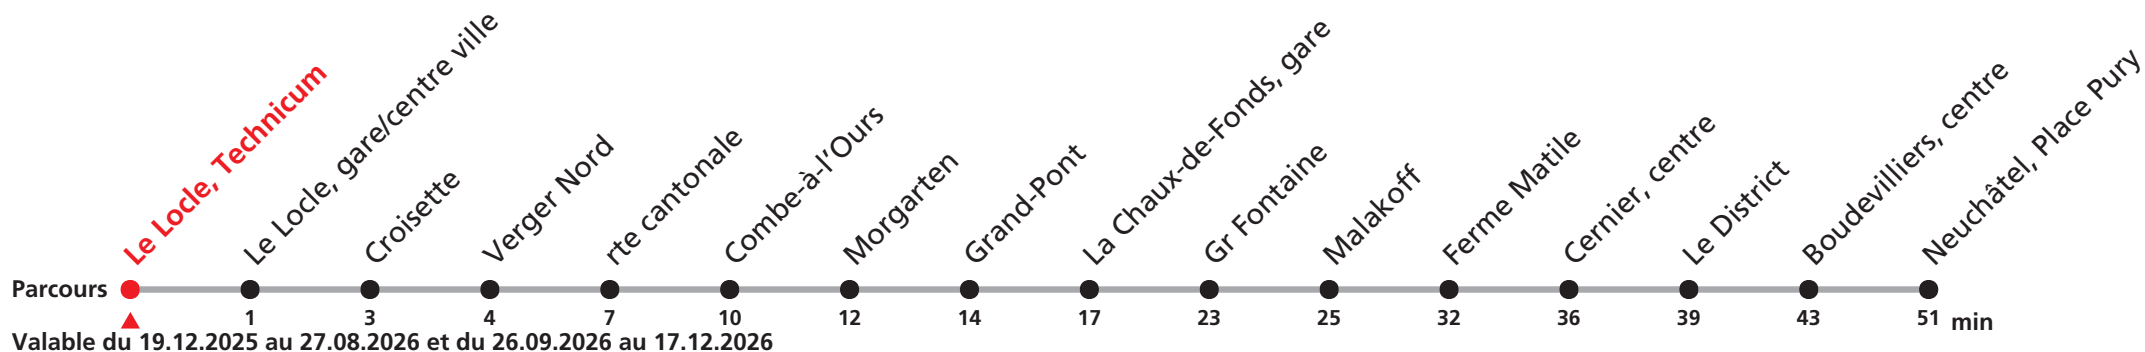 Le Locle, Technicum
Le Locle, gare/centre ville
Croisette
Verger Nord
rte cantonale
Combe-à-l'Ours
Morgarten
Grand-Pont
La Chaux-de-Fonds, gare
Gr Fontaine
Malakoff
Ferme Matile
Cernier, centre
Le District
Boudevilliers, centre
Neuchâtel, Place Pury
Parcours
1 3 4 7 10 12 14 17 23 25 32 36 39 43 51 min
Valable du 19.12.2025 au 27.08.2026 et du 26.09.2026 au 17.12.2026